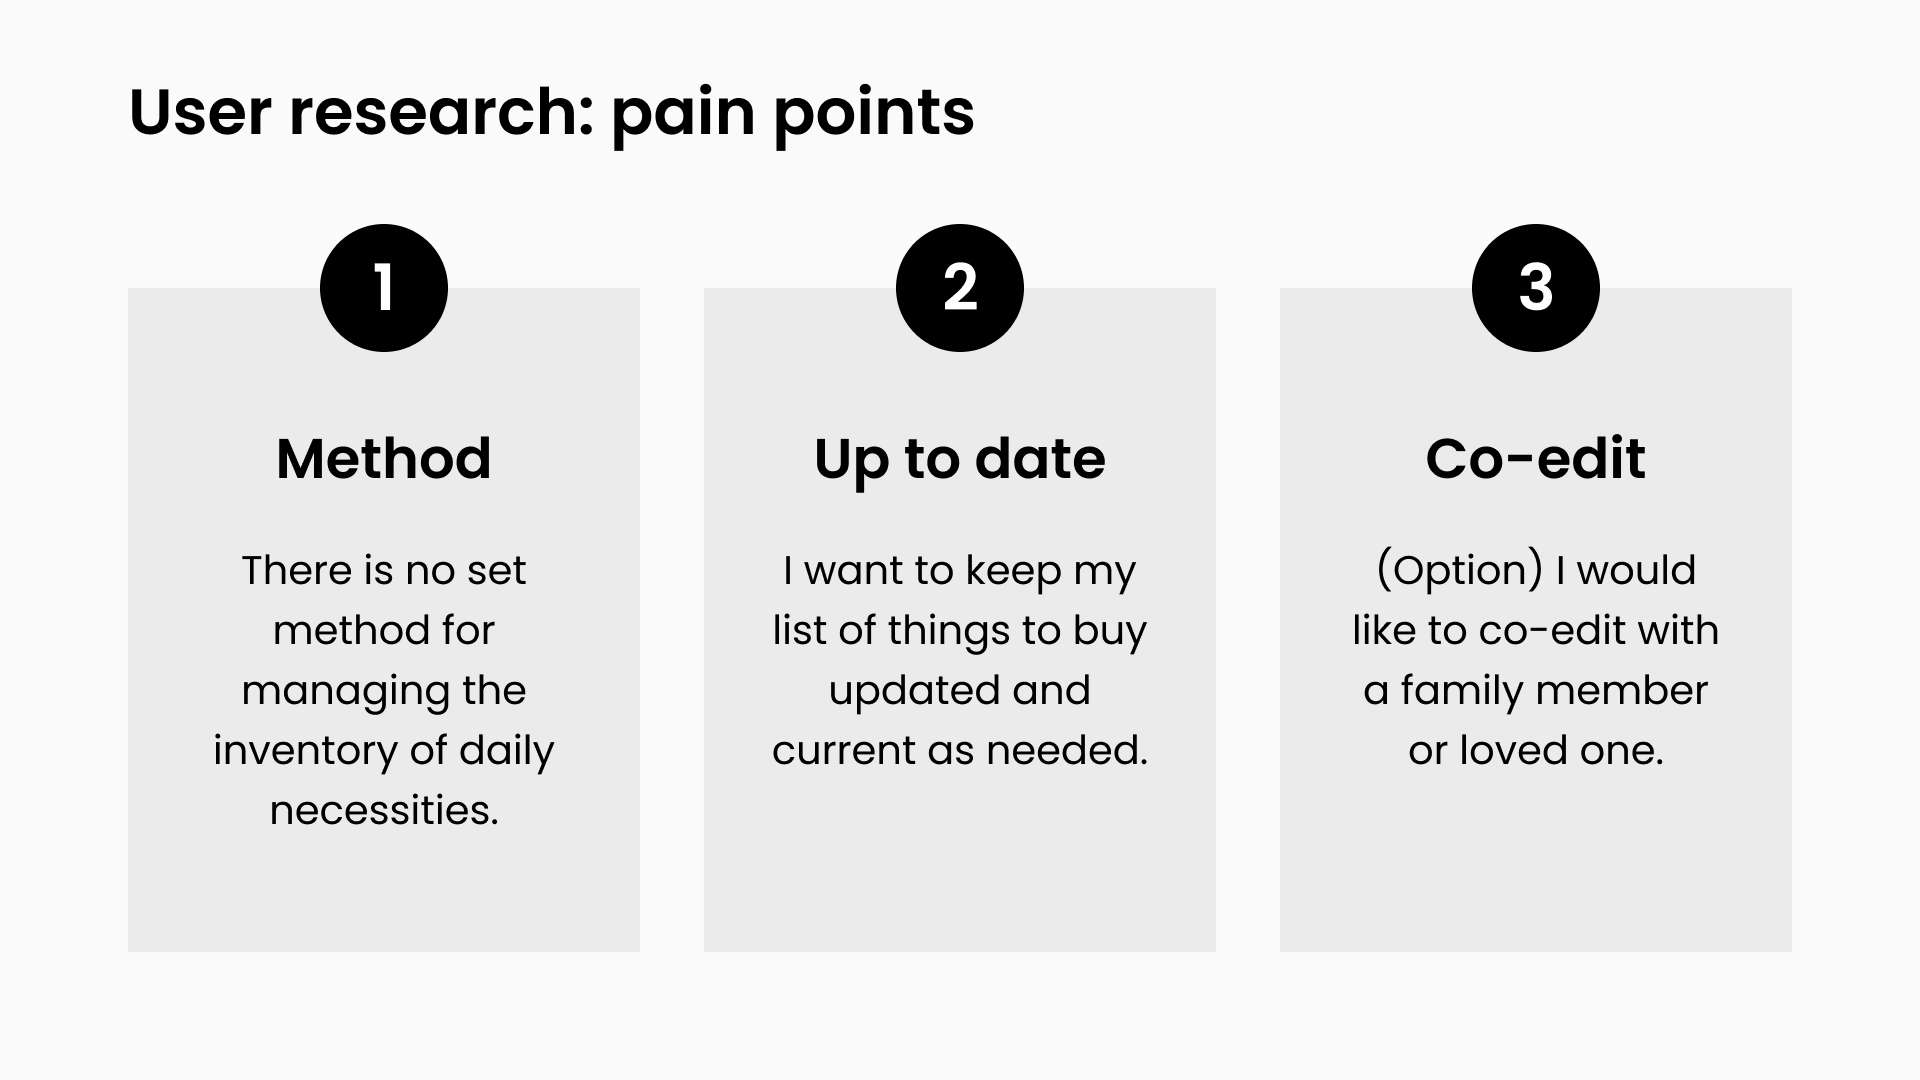 User research: pain points
1
Method
There is no set
method for
managing the
inventory of daily
necessities.
2
Up to date
I want to keep my
list of things to buy
updated and
current as needed.
3
Co-edit
(Option) I would
like to co-edit with
a family member
or loved one.